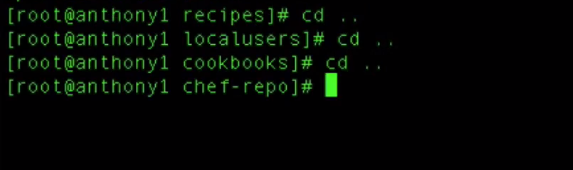 [root@anthony1 recipes]# cd ..
[root@anthony1 localusers]# cd ..
[root@anthony1 cookbooks]# cd ..
[root@anthony1 chef-repo]#